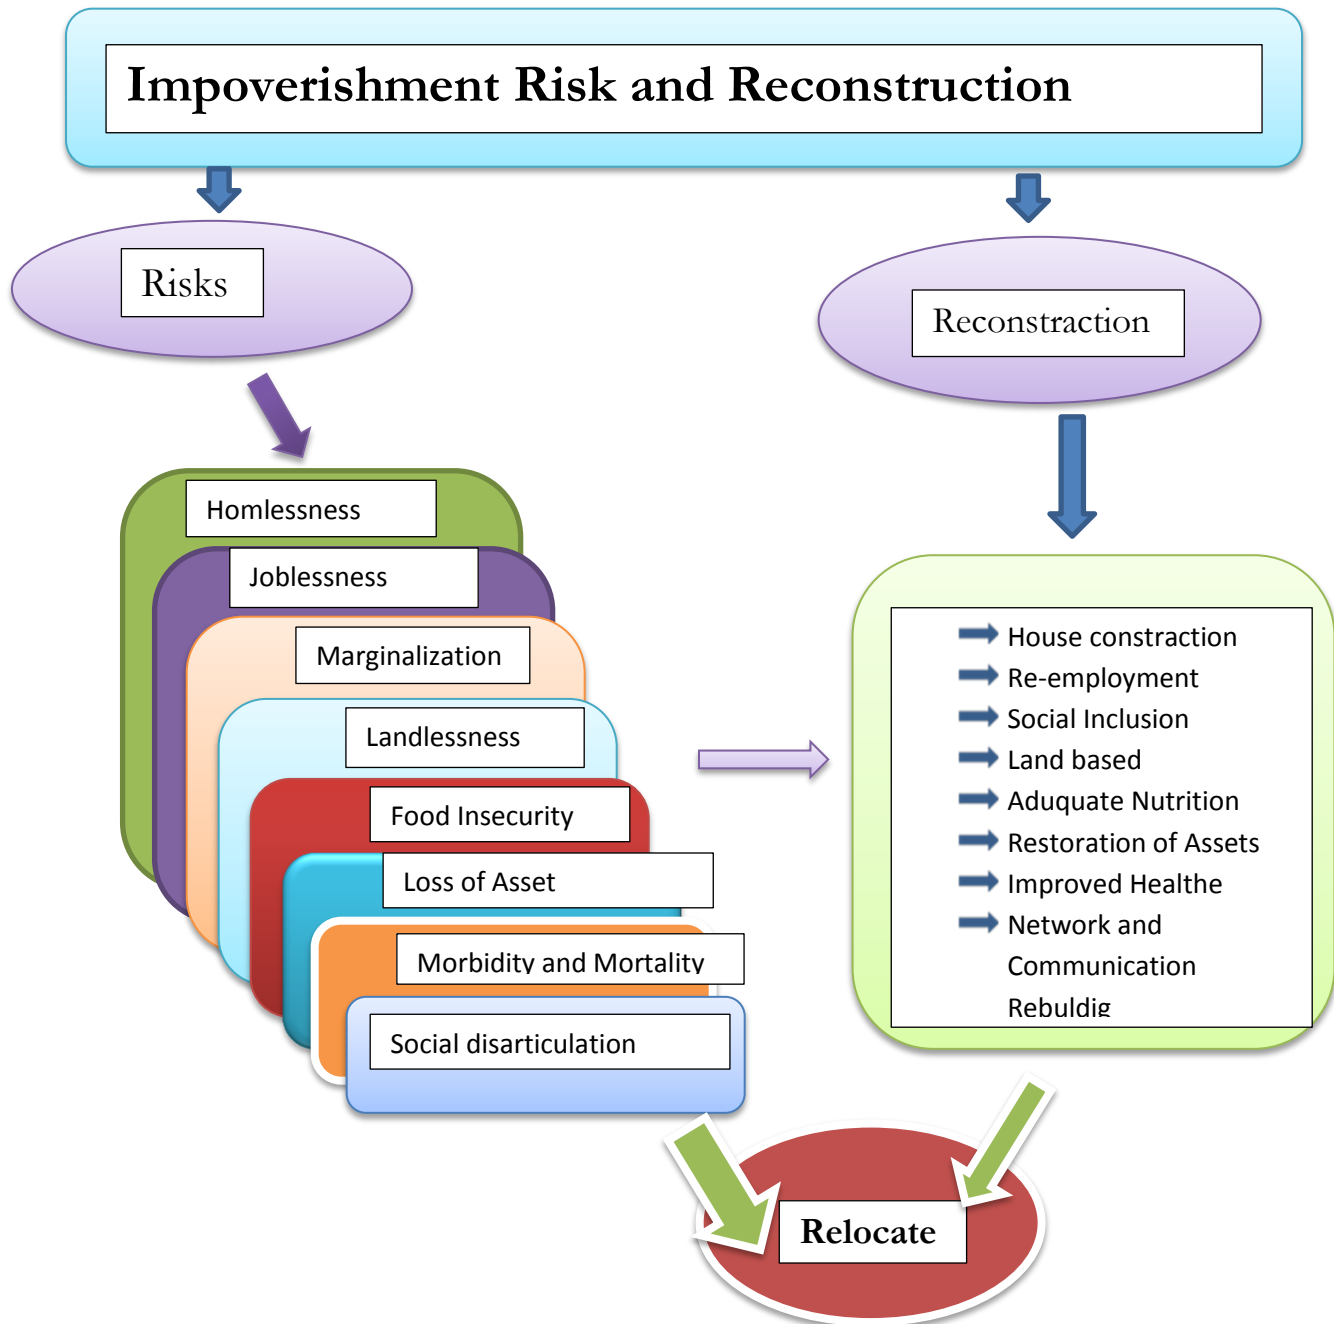 Impoverishment Risk and Reconstruction
Risks
Reconstraction
Homlessness
Joblessness
Marginalization
Landlessness
Food Insecurity
Loss of Asset
Morbidity and Mortality
Social disarticulation
House constraction
Re-employment
Social Inclusion
Land based
Aduquate Nutrition
Restoration of Assets
Improved Healthe
Network and
Communication
Rebuldig
Relocate